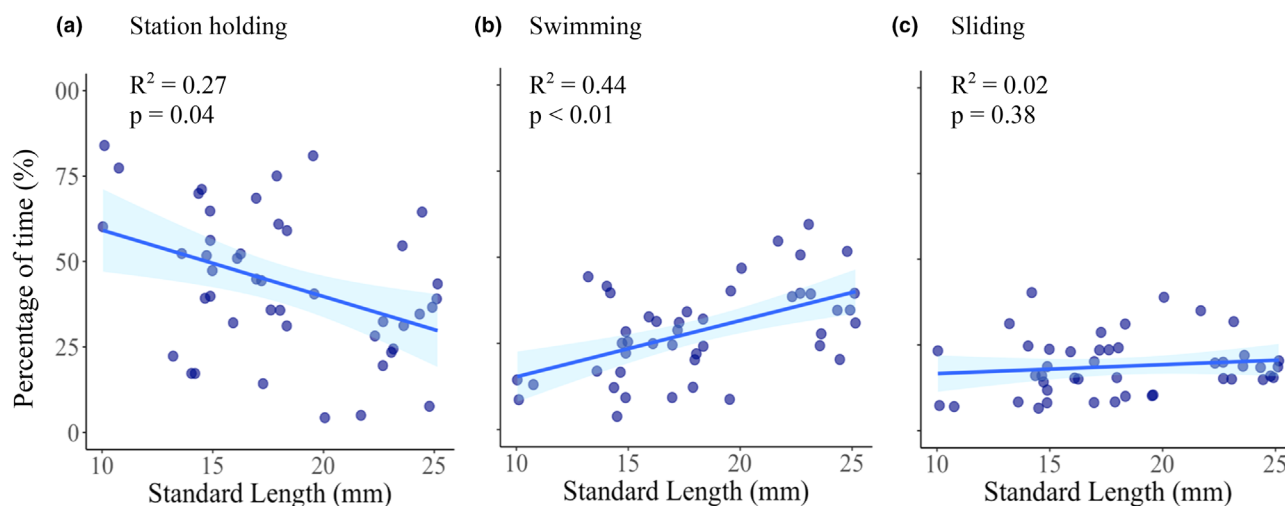 (a) Station holding
R² = 0.27
p = 0.04
Percentage of time (%)
00
75
50
25
0
10 15 20 25
Standard Length (mm)
(b) Swimming
R² = 0.44
p < 0.01
10 15 20 25
Standard Length (mm)
(c) Sliding
R² = 0.02
p = 0.38
10 15 20 25
Standard Length (mm)